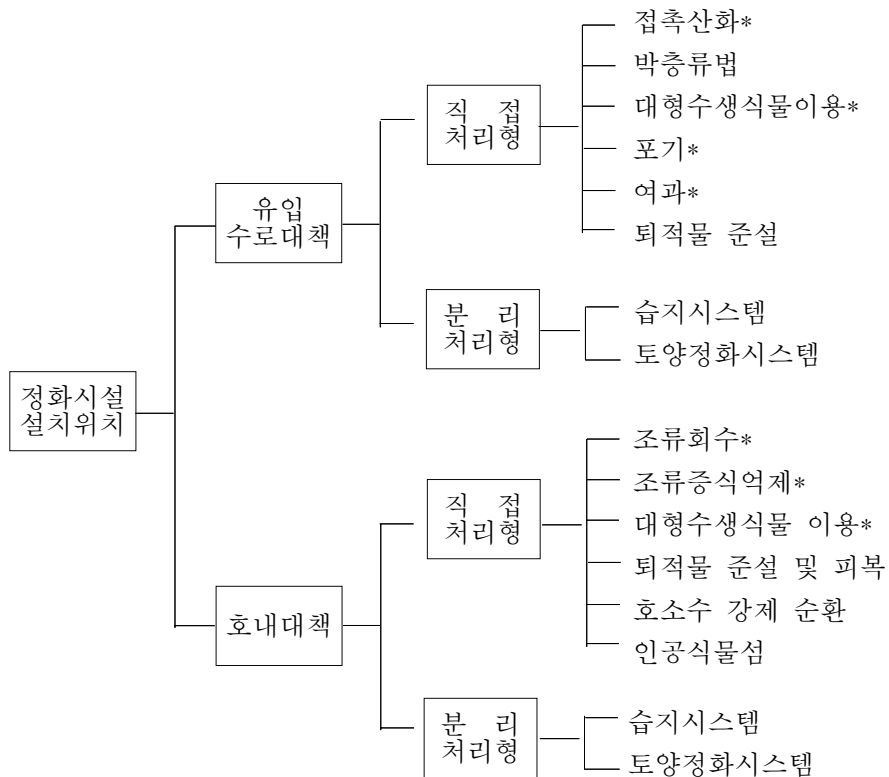 접촉산화*
박층류법
대형수생식물이용*
포기*
여과*
퇴적물 준설
직 접
처리형
유입
수로대책
분 리
처리형
습지시스템
토양정화시스템
정화시설
설치위치
조류회수*
조류증식억제*
대형수생식물 이용*
퇴적물 준설 및 피복
호소수 강제 순환
인공식물섬
직 접
처리형
호내대책
분 리
처리형
습지시스템
토양정화시스템